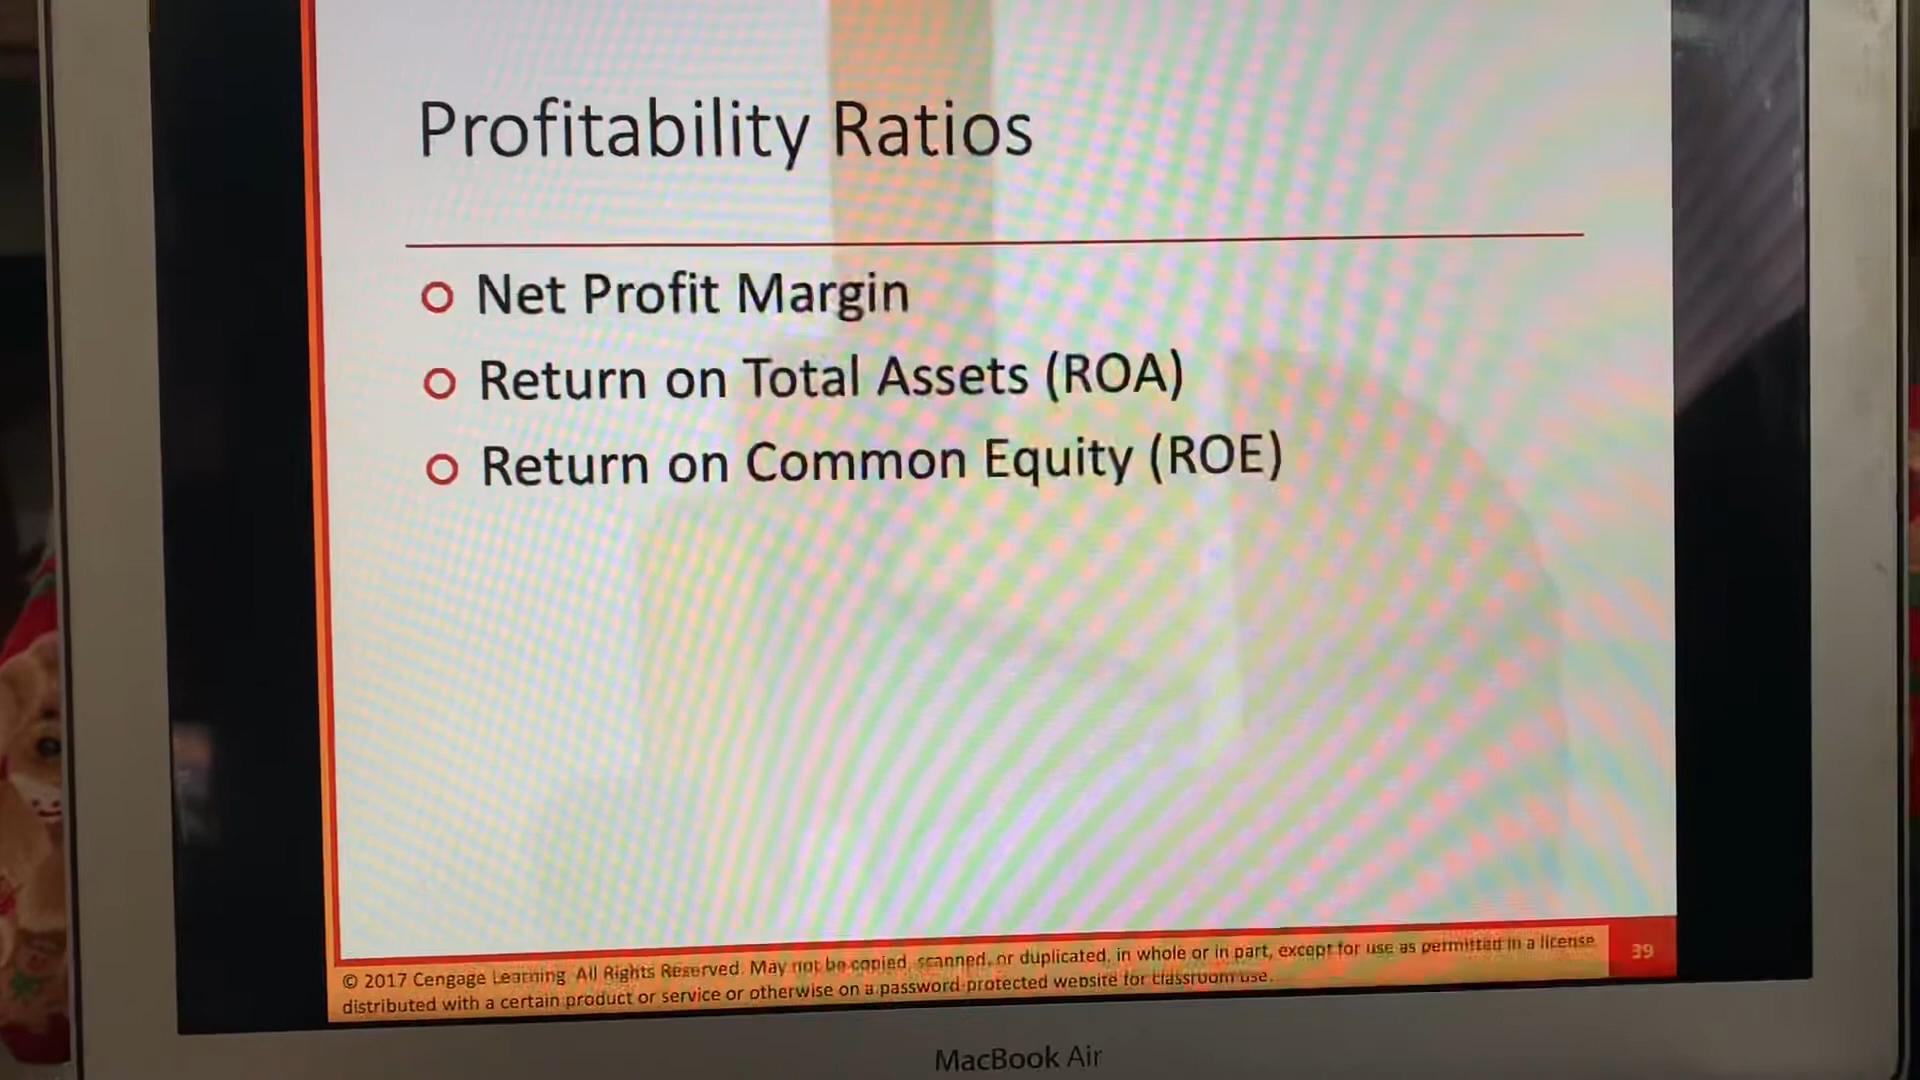 Profitability Ratios
Net Profit Margin
Return on Total Assets (ROA)
Return on Common Equity (ROE)
© 2017 Cengage Learning. All Rights Reserved. May not be copied, scanned, or duplicated, in whole or in part, except for use as permitted in a license
distributed with a certain product or service or otherwise on a password-protected website for classroom use.
39
MacBook Air